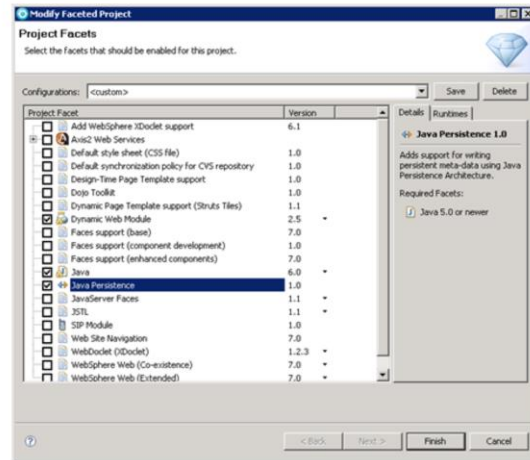 Modify Faceted Project
Project Facets
Select the facets that should be enabled for this project.
Configurations: <custom> Save Delete
Project Facet Version
Add WebSphere XDoclet support 6.1
Axis2 Web Services
Default style sheet (CSS file) 1.0
Default synchronization policy for CVS repository 1.0
Design-Time Page Template support 1.0
Dojo Toolkit 1.0
Dynamic Page Template support (Struts Tiles) 1.1
Dynamic Web Module 2.5
Faces support (base) 7.0
Faces support (component development) 1.0
Faces support (enhanced components) 7.0
Java 6.0
Java Persistence 1.0
JavaServer Faces 1.1
JSTL 1.1
SIP Module 1.0
Web Site Navigation 7.0
WebDoclet (XDoclet) 1.2.3
WebSphere Web (Co-existence) 7.0
WebSphere Web (Extended) 7.0
Details Runtimes
Java Persistence 1.0
Adds support for writing
persistent meta-data using Java
Persistence Architecture.
Required Facets:
Java 5.0 or newer
< Back Next > Finish Cancel